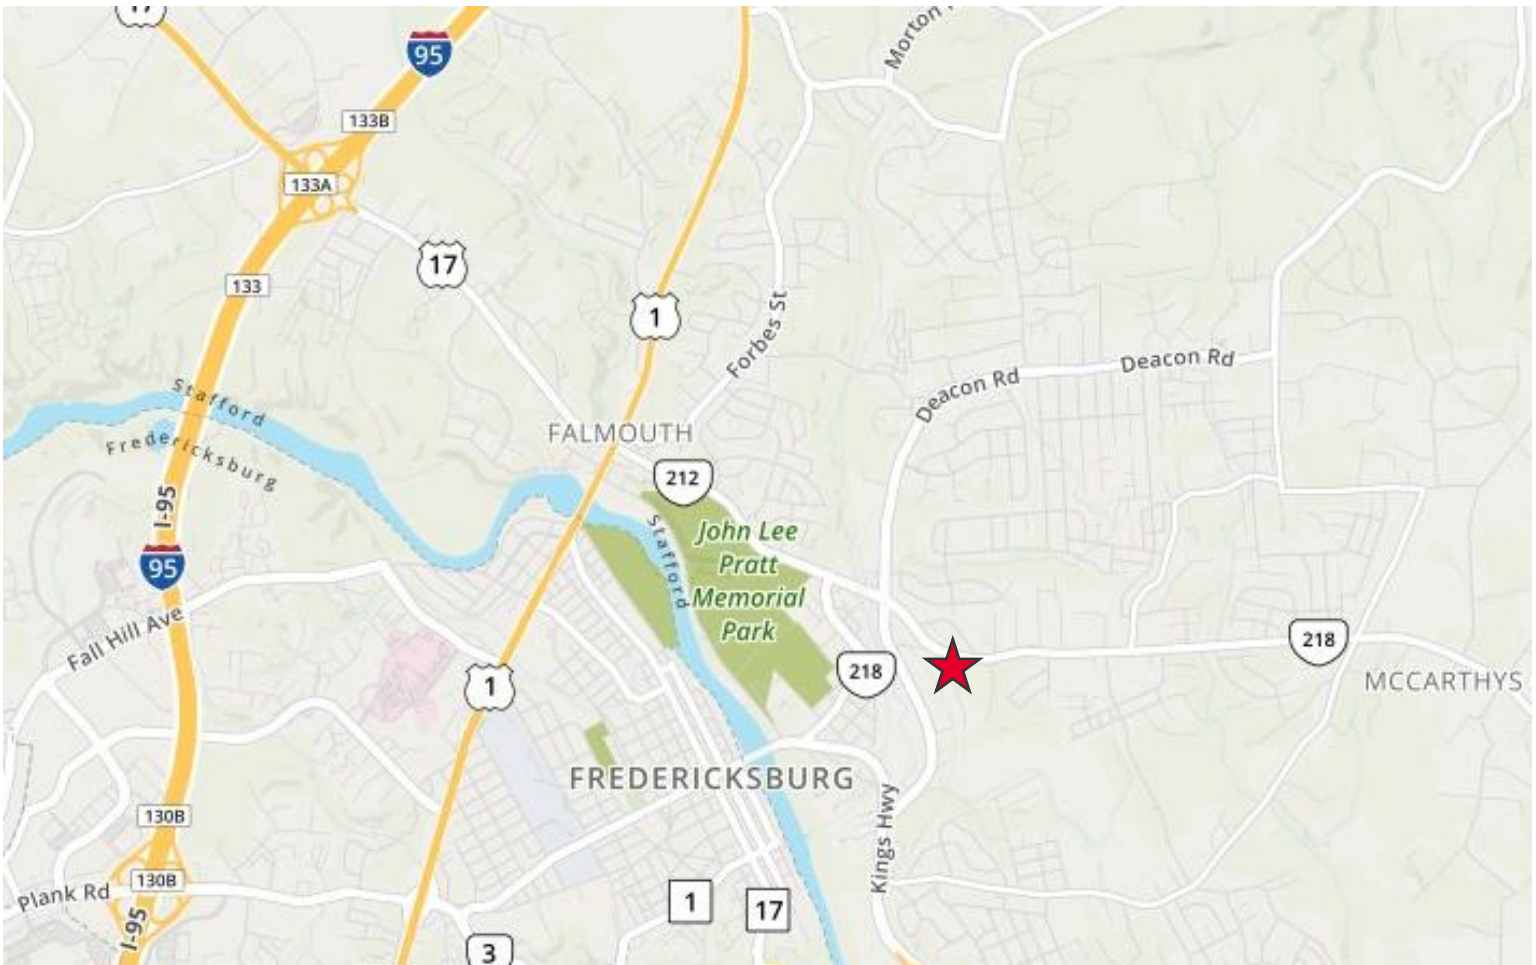 17
95
Morton
133B
133A
17
133
1
Forbes St
Deacon Rd
Deacon Rd
Stafford
Fredericksburg
FALMOUTH
212
I-95
John Lee
Pratt
Memorial
Park
Stafford
95
Fall Hill Ave
218
218
1
MCCARTHYS
FREDERICKSBURG
130B
Kings Hwy
130B
Plank Rd
1
17
I-95
3